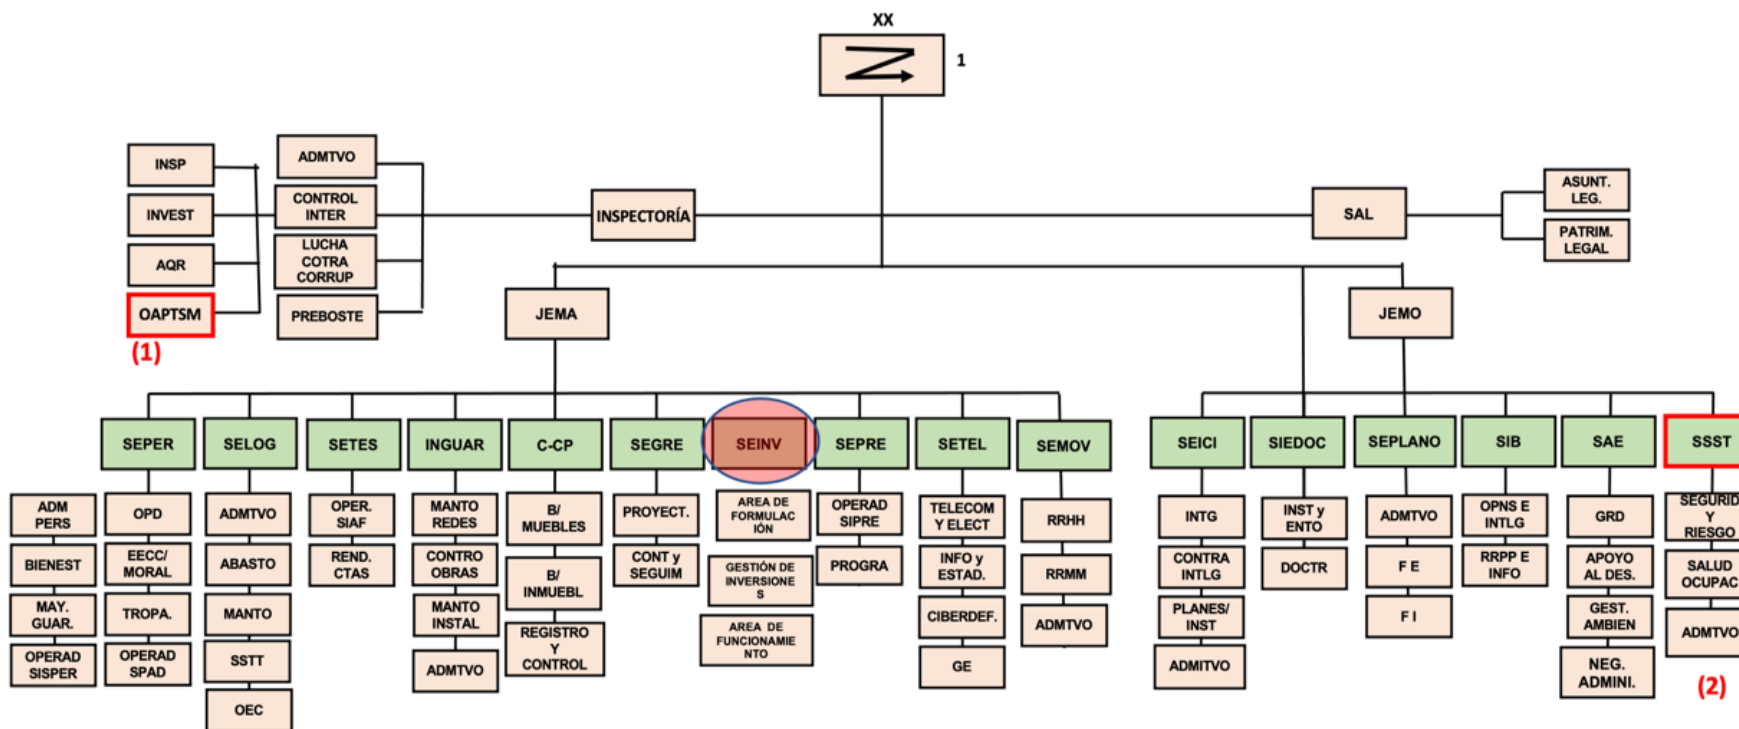 XX
1
INSP
INVEST
AQR
OAPTSM
(1)
ADMTVO
CONTROL
INTER
LUCHA
COTRA
CORRUP
PREBOSTE
INSPECTORÍA
SAL
ASUNT.
LEG.
PATRIM.
LEGAL
JEMA
JEMO
SEPER
SELOG
SETES
INGUAR
C-CP
SEGRE
SEINV
SEPRE
SETEL
SEMOV
SEICI
SIEDOC
SEPLANO
SIB
SAE
SSST
ADM
PERS
BIENEST
MAY.
GUAR.
OPERAD
SISPER
OPD
EECC/
MORAL
TROPA.
OPERAD
SPAD
ADMTVO
ABASTO
MANTO
SSTT
OEC
OPER.
SIAF
REND.
CTAS
MANTO
REDES
CONTRO
OBRAS
MANTO
INSTAL
ADMTVO
B/
MUEBLES
B/
INMUEBL
REGISTRO
Y
CONTROL
PROYECT.
CONT y
SEGUIM
AREA DE
FORMULAC
IÓN
GESTIÓN DE
INVERSIONE
S
AREA DE
FUNCIONAMIE
NTO
OPERAD
SIPRE
PROGRA
TELECOM
Y ELECT
INFO y
ESTAD.
CIBERDEF.
GE
RRHH
RRMM
ADMTVO
INTG
CONTRA
INTLG
PLANES/
INST
ADMITVO
INST y
ENTO
DOCTR
ADMTVO
F E
F I
OPNS E
INTLG
RRPP E
INFO
GRD
APOYO
AL DES.
GEST.
AMBIEN
NEG.
ADMINI.
SEGURID
Y
RIESGO
SALUD
OCUPAC
ADMTVO
(2)